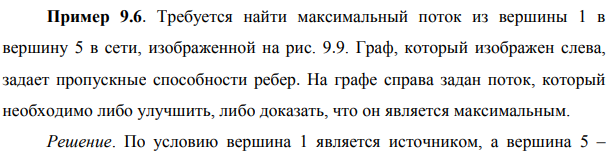 Пример 9.6. Требуется найти максимальный поток из вершины 1 в
вершину 5 в сети, изображенной на рис. 9.9. Граф, который изображен слева,
задает пропускные способности ребер. На графе справа задан поток, который
необходимо либо улучшить, либо доказать, что он является максимальным.
Решение. По условию вершина 1 является источником, а вершина 5 –